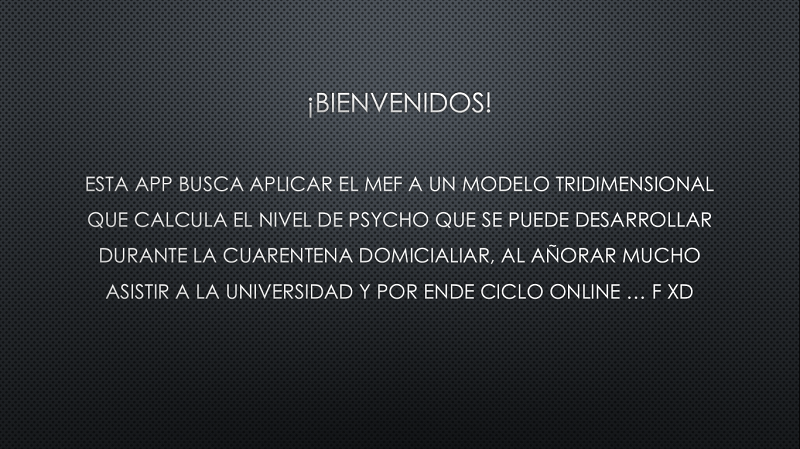 ¡BIENVENIDOS!
ESTA APP BUSCA APLICAR EL MEF A UN MODELO TRIDIMENSIONAL
QUE CALCULA EL NIVEL DE PSYCHO QUE SE PUEDE DESARROLLAR
DURANTE LA CUARENTENA DOMICIALIAR, AL AÑORAR MUCHO
ASISTIR A LA UNIVERSIDAD Y POR ENDE CICLO ONLINE ... F XD